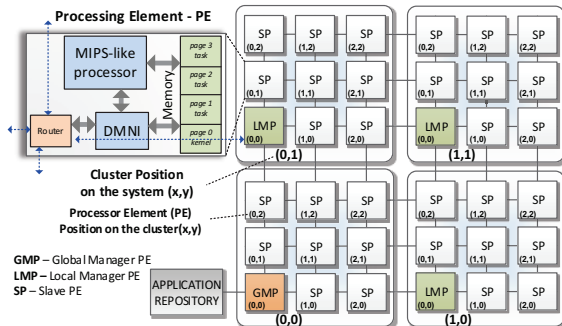 Processing Element - PE
MIPS-like
processor
Memory
page 3
task
page 2
task
page 1
task
page 0
kernel
Router
DMNI
SP SP SP
(0,2) (1,2) (2,2)
SP SP SP
(0,1) (1,1) (2,1)
LMP SP SP
(0,0) (1,0) (2,0)
(0,1)
SP SP SP
(0,2) (1,2) (2,2)
SP SP SP
(0,1) (1,1) (2,1)
LMP SP SP
(0,0) (1,0) (2,0)
(1,1)
Cluster Position
on the system (x,y)
Processor Element (PE)
Position on the cluster(x,y)
GMP – Global Manager PE
LMP – Local Manager PE
SP – Slave PE
APPLICATION
REPOSITORY
SP SP SP
(0,2) (1,2) (2,2)
SP SP SP
(0,1) (1,1) (2,1)
GMP SP SP
(0,0) (1,0) (2,0)
(0,0)
SP SP SP
(0,2) (1,2) (2,2)
SP SP SP
(0,1) (1,1) (2,1)
LMP SP SP
(0,0) (1,0) (2,0)
(1,0)